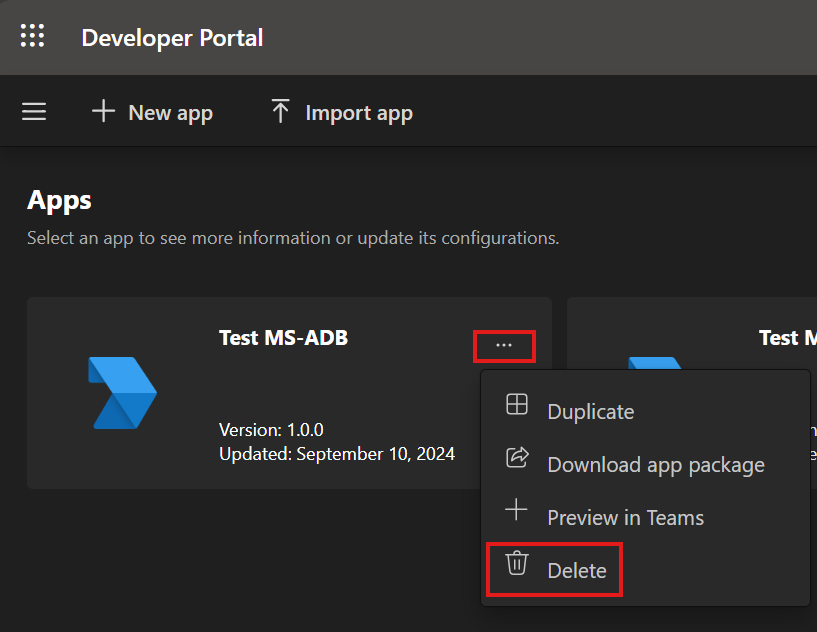 Developer Portal
New app
Import app
Apps
Select an app to see more information or update its configurations.
Test MS-ADB
...
Test M
Version: 1.0.0
Updated: September 10, 2024
Duplicate
Download app package
Preview in Teams
Delete